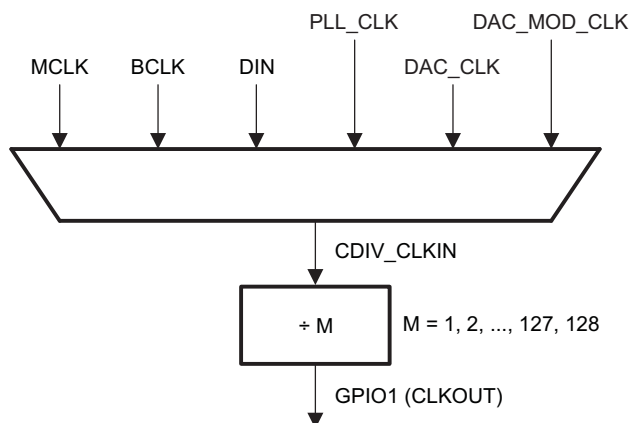 PLL_CLK DAC_MOD_CLK
MCLK BCLK DIN DAC_CLK
CDIV_CLKIN
÷ M M = 1, 2, ..., 127, 128
GPIO1 (CLKOUT)